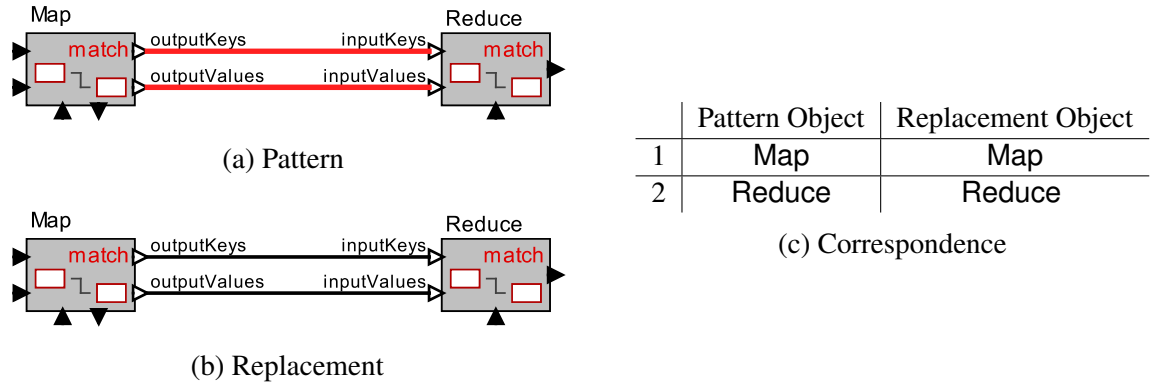 Map
Reduce
outputKeys
inputKeys
match
match
outputValues
inputValues
(a) Pattern
Map
Reduce
outputKeys
inputKeys
match
match
outputValues
inputValues
(b) Replacement
Pattern Object Replacement Object
1 Map Map
2 Reduce Reduce
(c) Correspondence